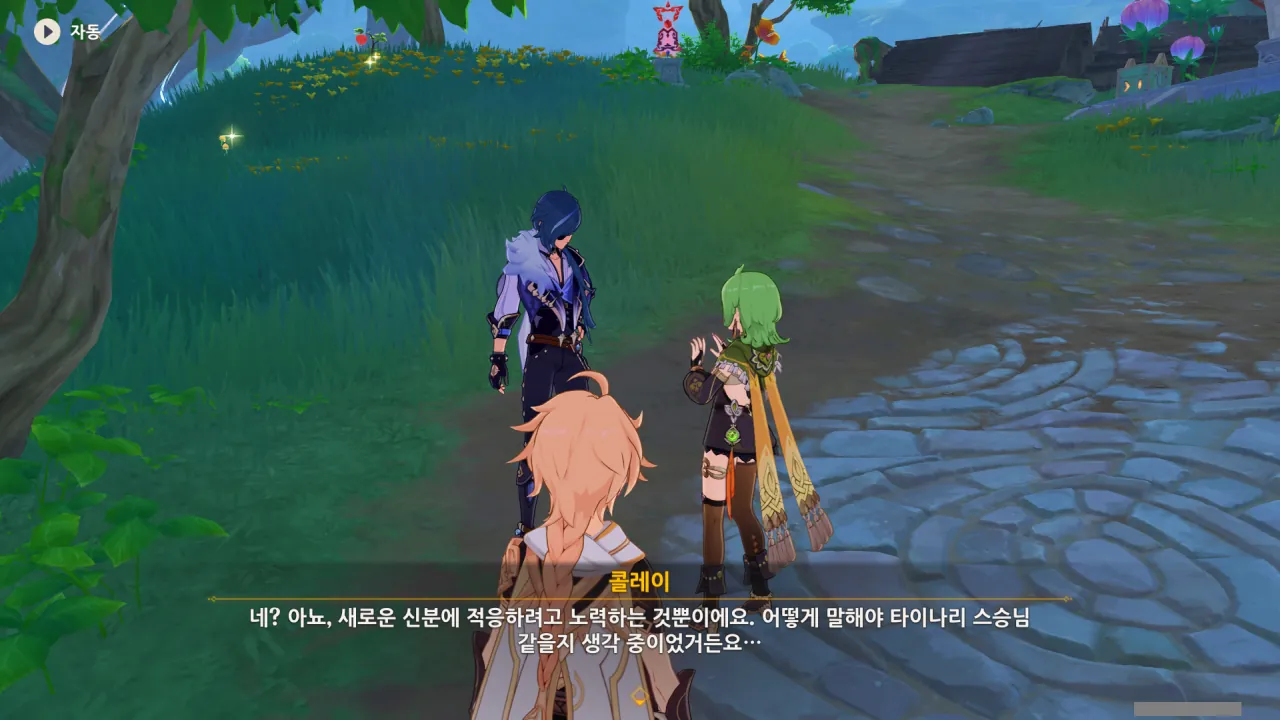 자동
콜레이
네? 아뇨, 새로운 신분에 적응하려고 노력하는 것뿐이에요. 어떻게 말해야 타이나리 스승님
같을지 생각 중이었거든요…